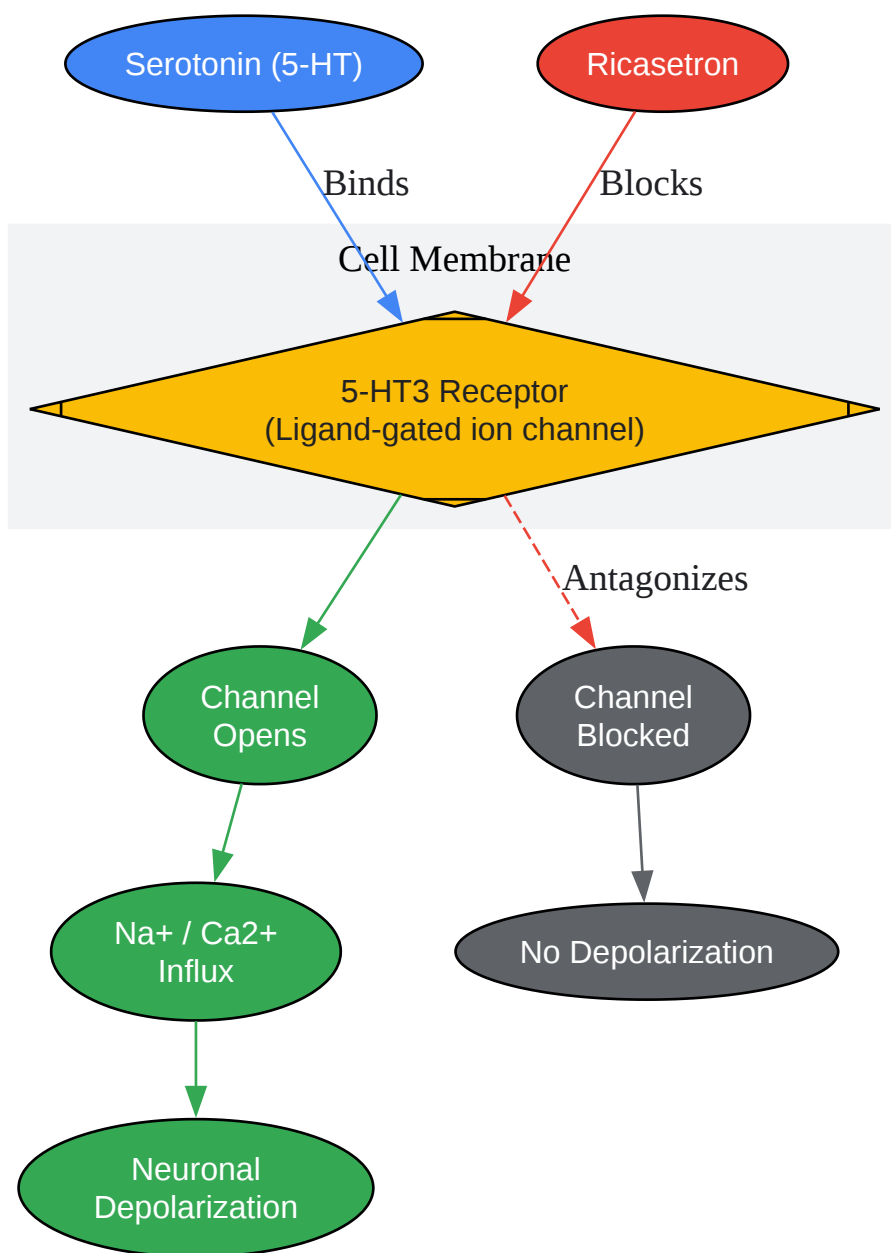 Serotonin (5-HT)
Ricasetron
Binds
Blocks
Cell Membrane
5-HT3 Receptor
(Ligand-gated ion channel)
Antagonizes
Channel
Opens
Channel
Blocked
Na+ / Ca2+
Influx
No Depolarization
Neuronal
Depolarization